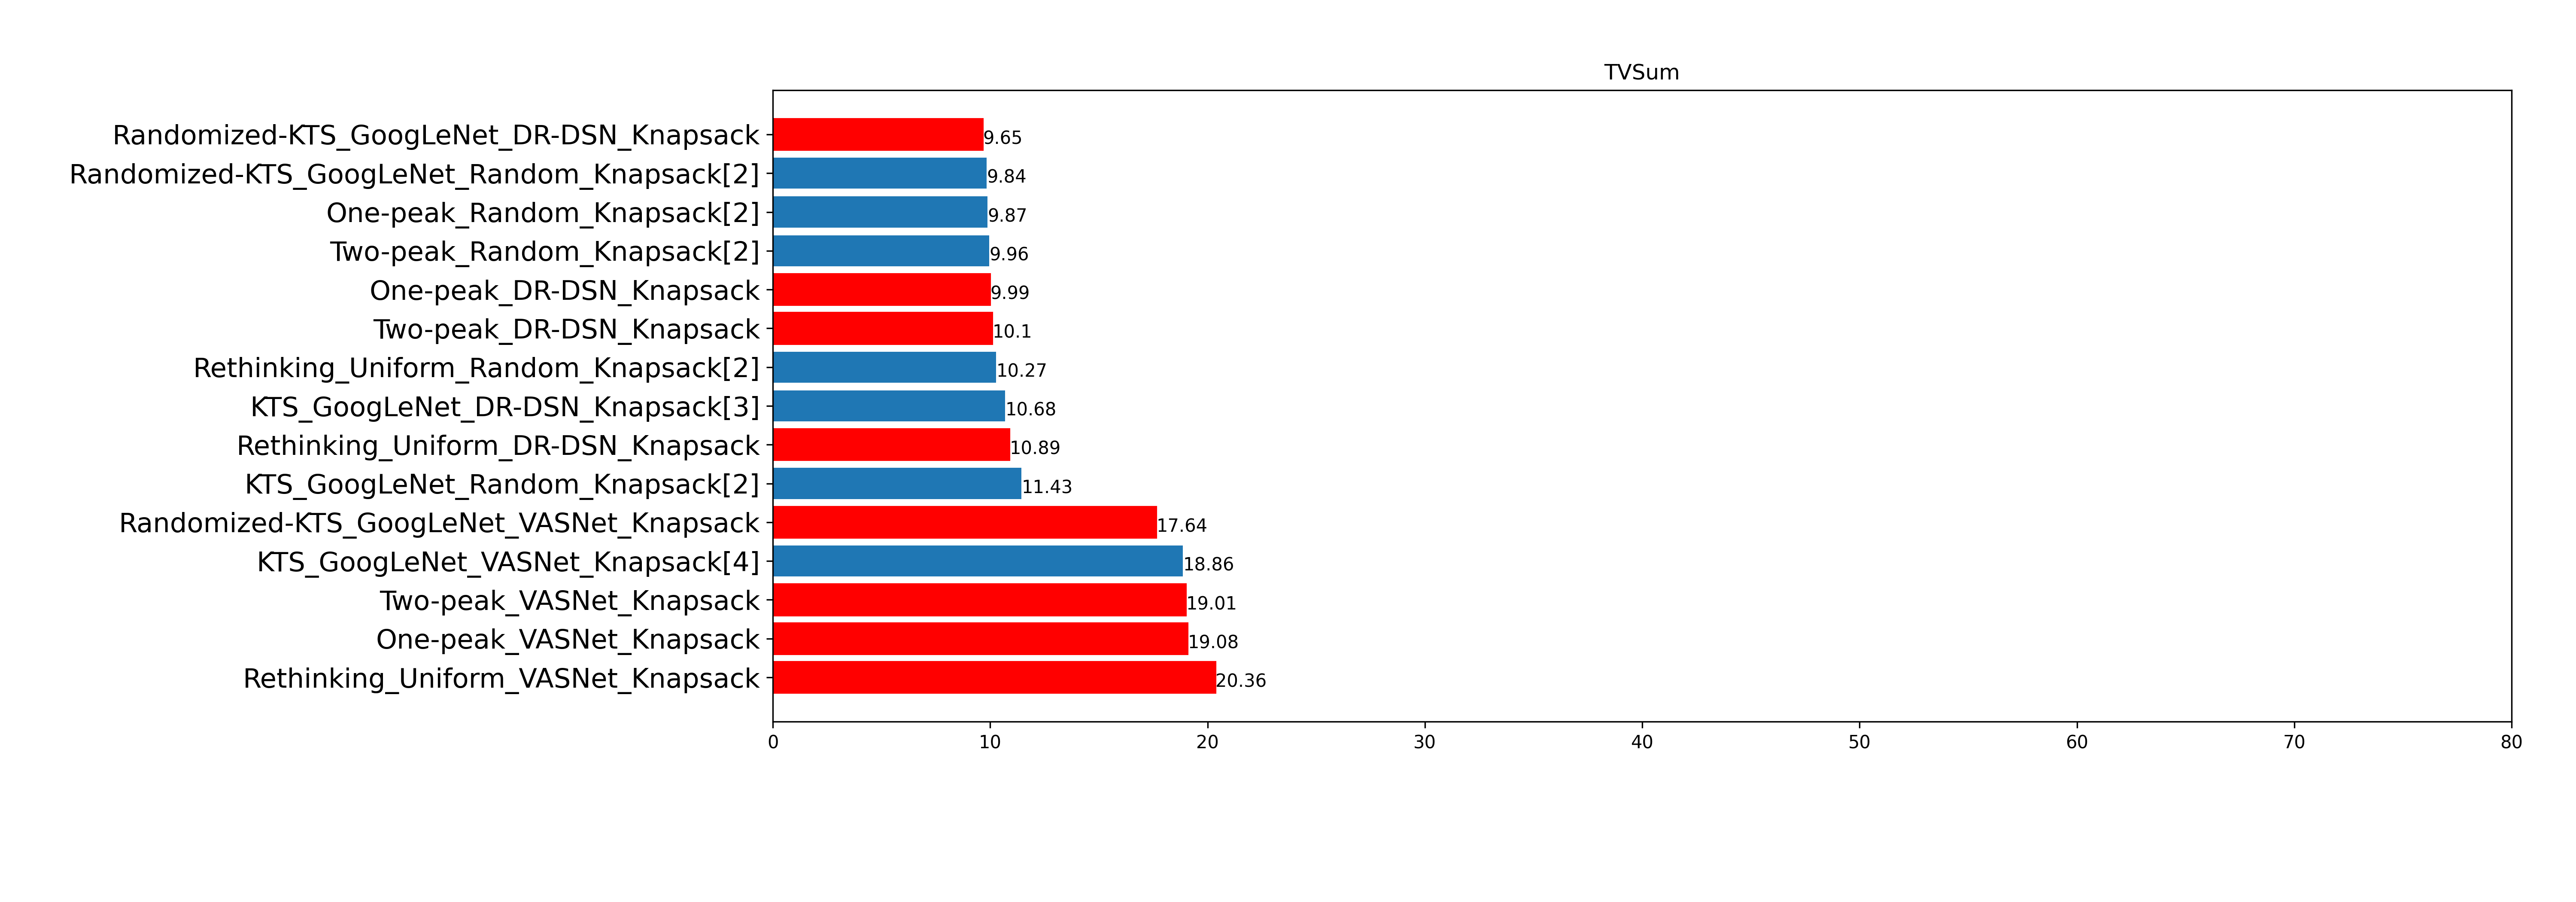 TVSum
Randomized-KTS_GoogLeNet_DR-DSN_Knapsack 9.65
Randomized-KTS_GoogLeNet_Random_Knapsack[2] 9.84
One-peak_Random_Knapsack[2] 9.87
Two-peak_Random_Knapsack[2] 9.96
One-peak_DR-DSN_Knapsack 9.99
Two-peak_DR-DSN_Knapsack 10.1
Rethinking_Uniform_Random_Knapsack[2] 10.27
KTS_GoogLeNet_DR-DSN_Knapsack[3] 10.68
Rethinking_Uniform_DR-DSN_Knapsack 10.89
KTS_GoogLeNet_Random_Knapsack[2] 11.43
Randomized-KTS_GoogLeNet_VASNet_Knapsack 17.64
KTS_GoogLeNet_VASNet_Knapsack[4] 18.86
Two-peak_VASNet_Knapsack 19.01
One-peak_VASNet_Knapsack 19.08
Rethinking_Uniform_VASNet_Knapsack 20.36
0 10 20 30 40 50 60 70 80